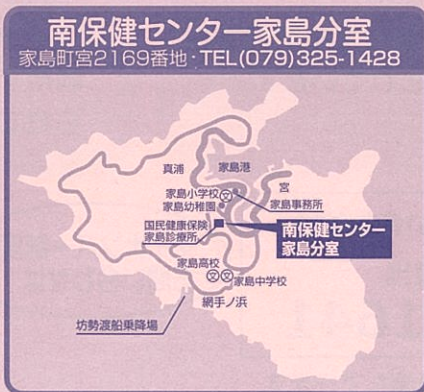 南保健センター家島分室
家島町宮2169番地・TEL(079)325-1428
真浦
家島港
宮
家島小学校
文
家島幼稚園
家島事務所
国民健康保険
家島診療所
南保健センター
家島分室
家島高校
文文
家島中学校
網手ノ浜
坊勢渡船乗降場